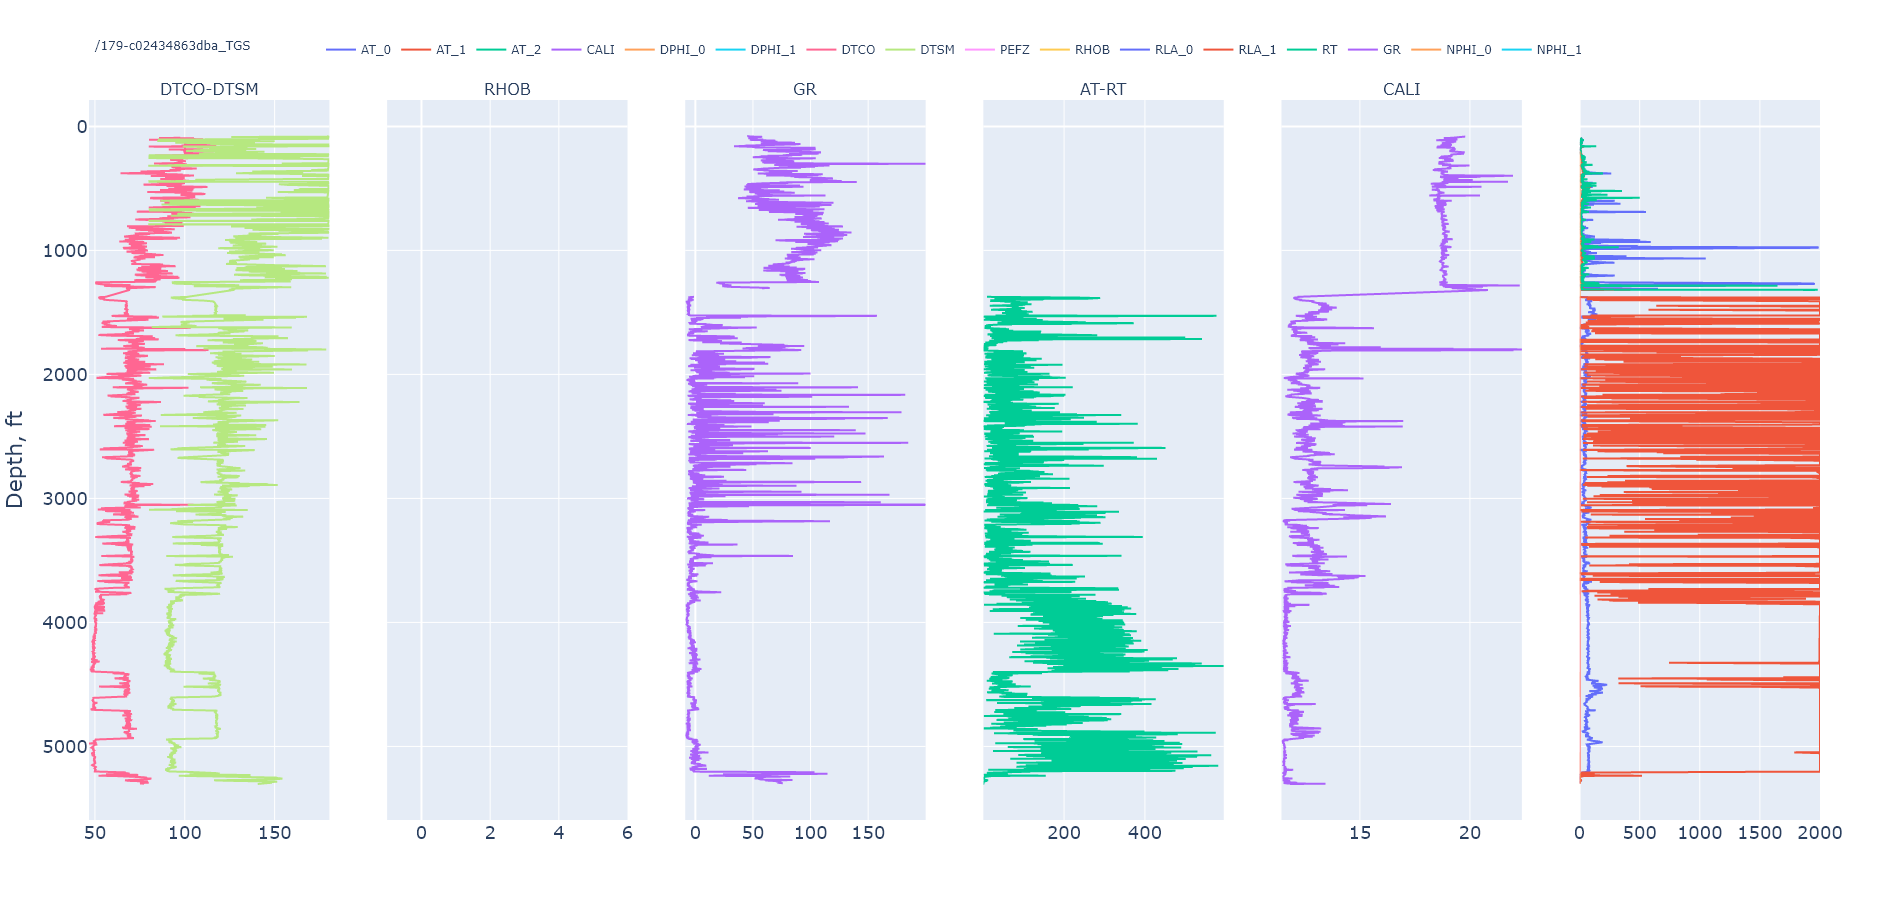 /179-c02434863dba_TGS
AT_0 AT_1 AT_2 CALI DPHI_0 DPHI_1 DTCO DTSM PEFZ RHOB RLA_0 RLA_1 RT GR NPHI_0 NPHI_1
DTCO-DTSM RHOB GR AT-RT CALI
Depth, ft
0
1000
2000
3000
4000
5000
50 100 150 0 2 4 6 0 50 100 150 200 400 15 20 0 500 1000 1500 2000